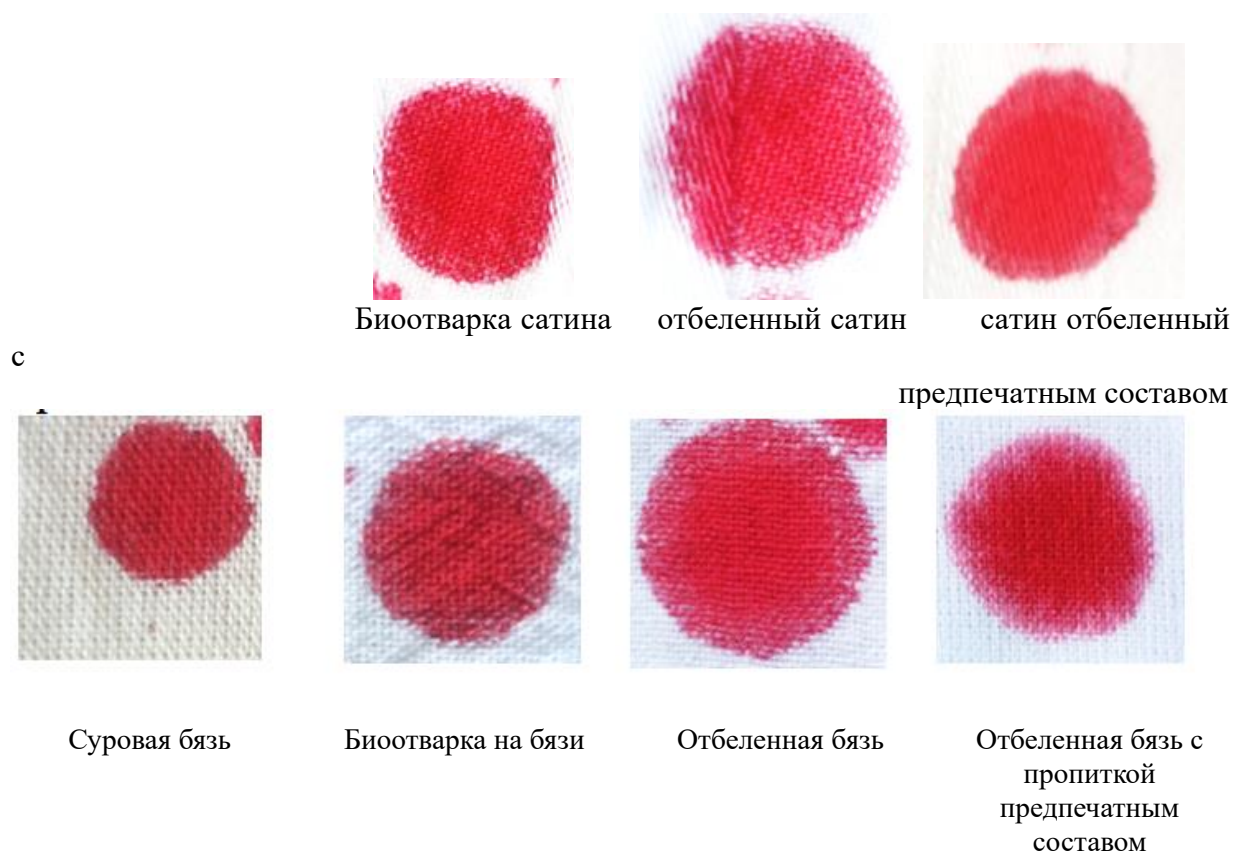 Биоотварка сатина отбеленный сатин сатин отбеленный
с
предпечатным составом
Суровая бязь Биоотварка на бязи Отбеленная бязь Отбеленная бязь с
пропиткой
предпечатным
составом